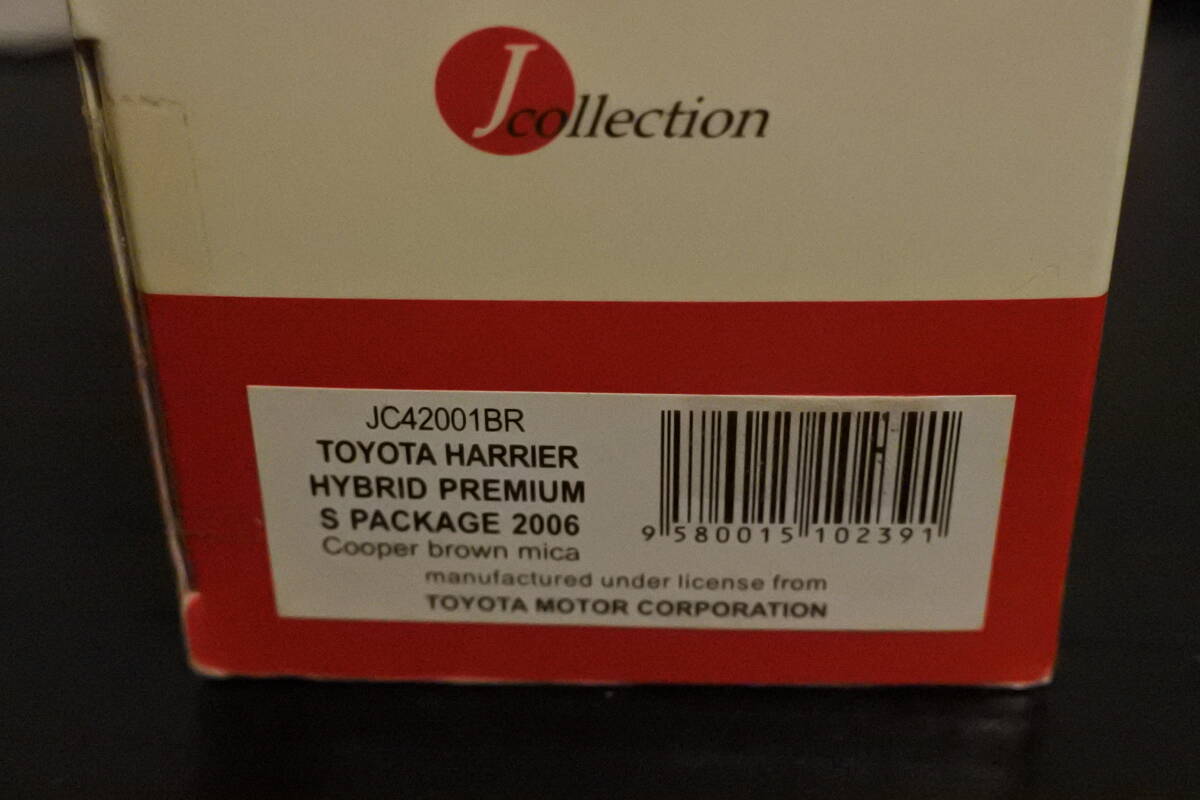 Jcollection
JC42001BR
TOYOTA HARRIER
HYBRID PREMIUM
S PACKAGE 2006
Cooper brown mica
9 580015 102391
manufactured under license from
TOYOTA MOTOR CORPORATION